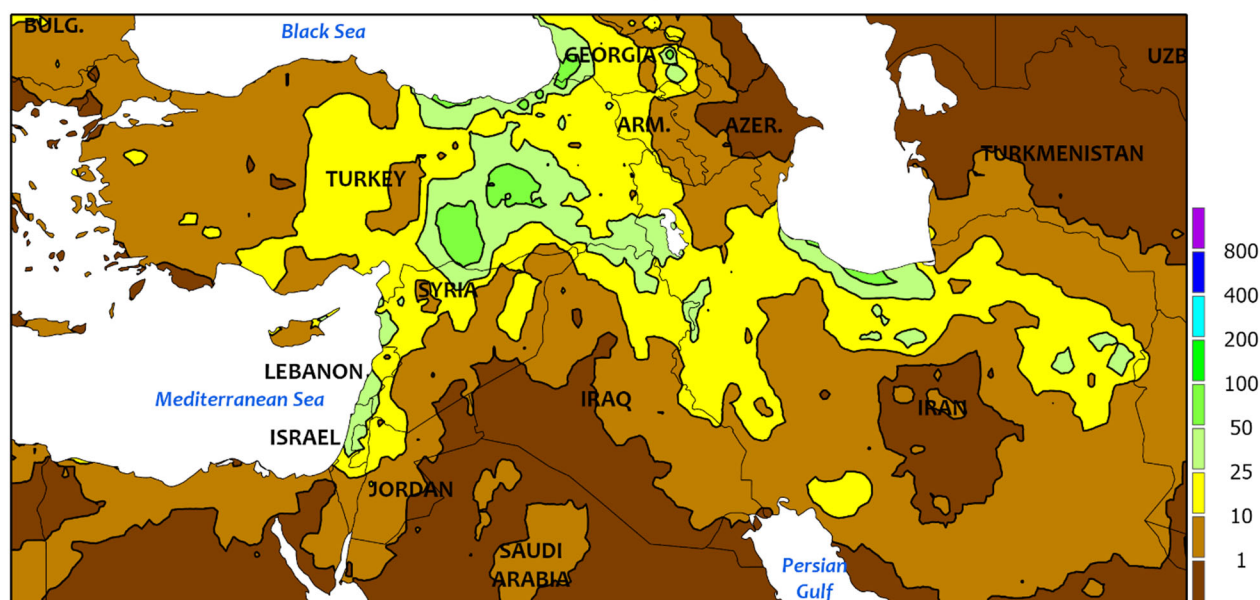 BULG.
Black Sea
GEORGIA
UZB
ARM.
AZER.
TURKMENISTAN
TURKEY
SYRIA
LEBANON
Mediterranean Sea
IRAQ
IRAN
ISRAEL
JORDAN
SAUDI
ARABIA
Persian
Gulf
800
400
200
100
50
25
10
1